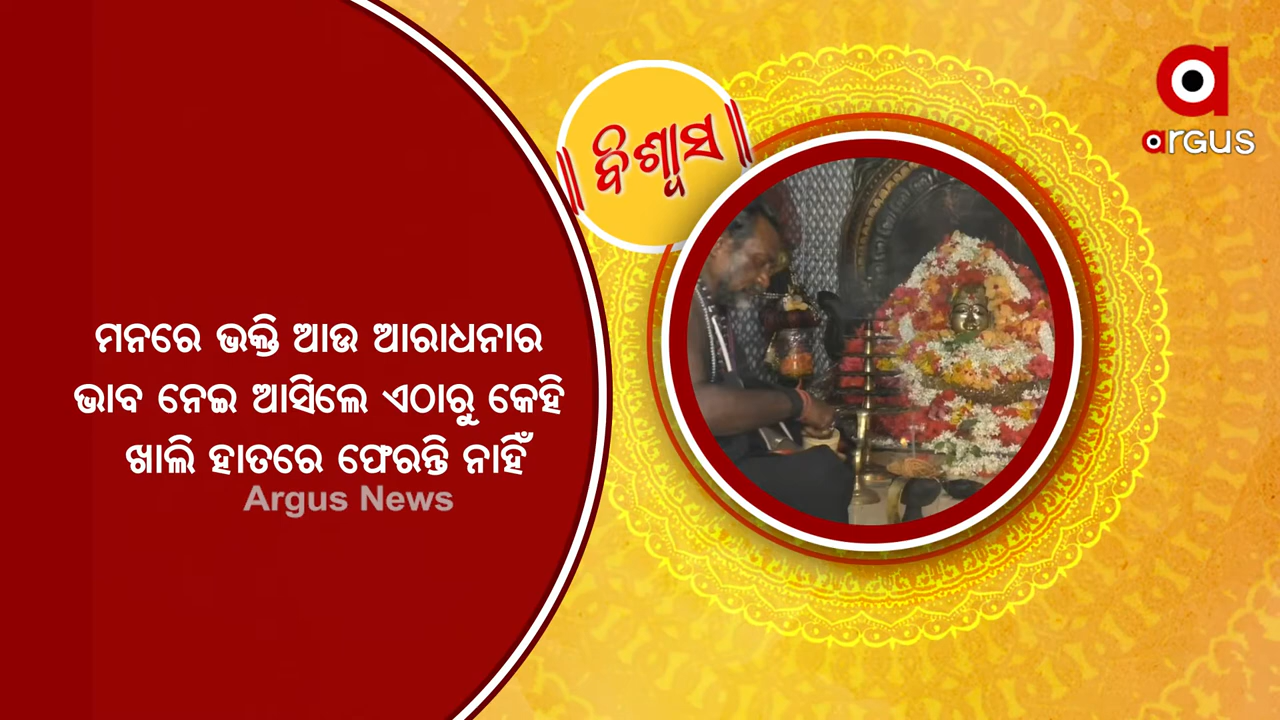 ମନରେ ଭକ୍ତି ଆଉ ଆରାଧନାର
ଭାବ ନେଇ ଆସିଲେ ଏଠାରୁ କେହି
ଖାଲି ହାତରେ ଫେରନ୍ତି ନାହିଁ
Argus News
॥ ବିଶ୍ୱାସ ॥
a
argus